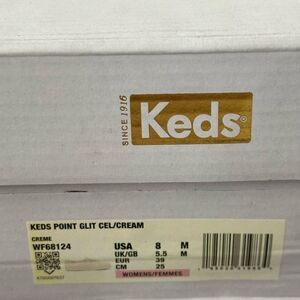 SINCE 1916
Keds®
KEDS POINT GLIT CEL/CREAM
CREME
WF68124
USA 8 M
UK/GB 5.5 M
EUR 39
CM 25
WOMENS/FEMMES